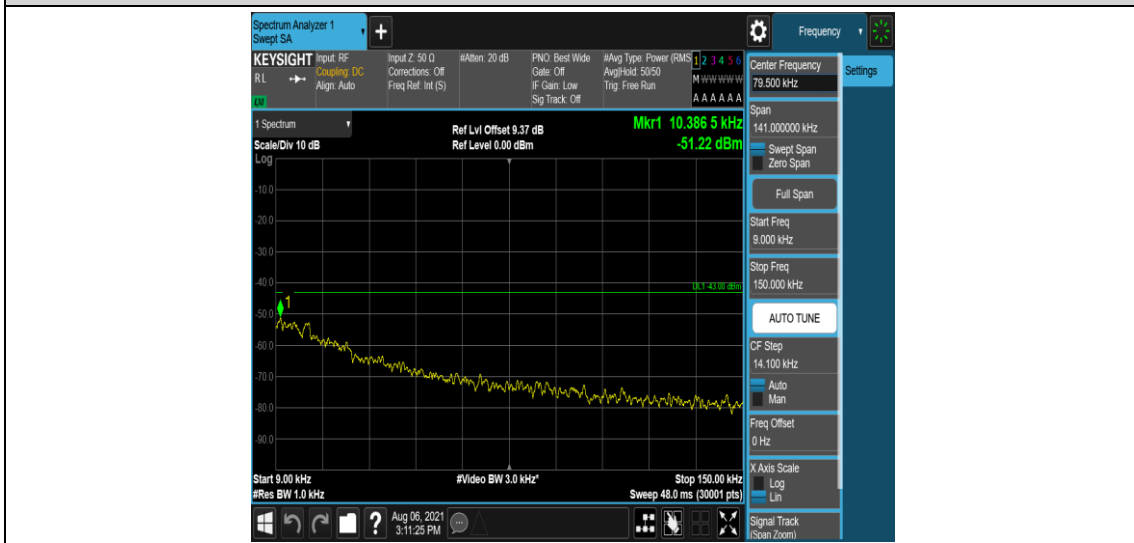 Spectrum Analyzer 1
Swept SA
Frequency
KEYSIGHT
RL
LXI
Input: RF
Coupling: DC
Align: Auto
Input Z: 50 Ω
Corrections: Off
Freq Ref: Int (S)
#Atten: 20 dB
PNO: Best Wide
Gate: Off
IF Gain: Low
Sig Track: Off
#Avg Type: Power (RMS
Avg|Hold: 50/50
Trig: Free Run
1 2 3 4 5 6
M W W W W W
A A A A A A
Center Frequency
79.500 kHz
Settings
Span
141.000000 kHz
Swept Span
Zero Span
Full Span
Start Freq
9.000 kHz
Stop Freq
150.000 kHz
AUTO TUNE
CF Step
14.100 kHz
Auto
Man
Freq Offset
0 Hz
X Axis Scale
Log
Lin
Signal Track
(Span Zoom)
1 Spectrum
Scale/Div 10 dB
Ref Lvl Offset 9.37 dB
Ref Level 0.00 dBm
Mkr1 10.386 5 kHz
-51.22 dBm
Log
-10.0
-20.0
-30.0
-40.0
DL1 -43.00 dBm
1
-50.0
-60.0
-70.0
-80.0
-90.0
Start 9.00 kHz
#Video BW 3.0 kHz*
Stop 150.00 kHz
#Res BW 1.0 kHz
Sweep 48.0 ms (30001 pts)
?
Aug 06, 2021
3:11:25 PM